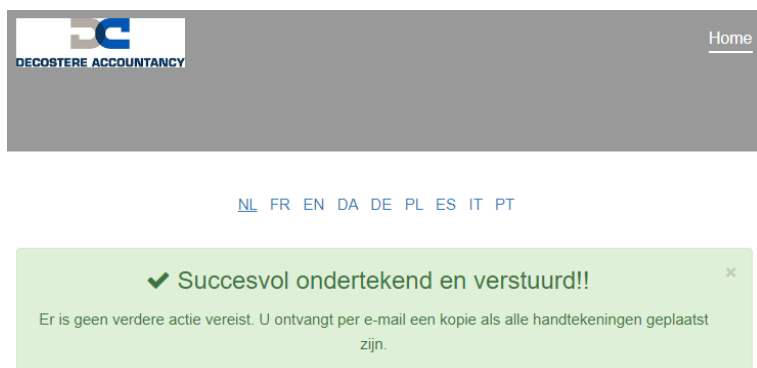 DC
DECOSTERE ACCOUNTANCY
Home
NL FR EN DA DE PL ES IT PT
✔ Succesvol ondertekend en verstuurd!! ×
Er is geen verdere actie vereist. U ontvangt per e-mail een kopie als alle handtekeningen geplaatst
zijn.